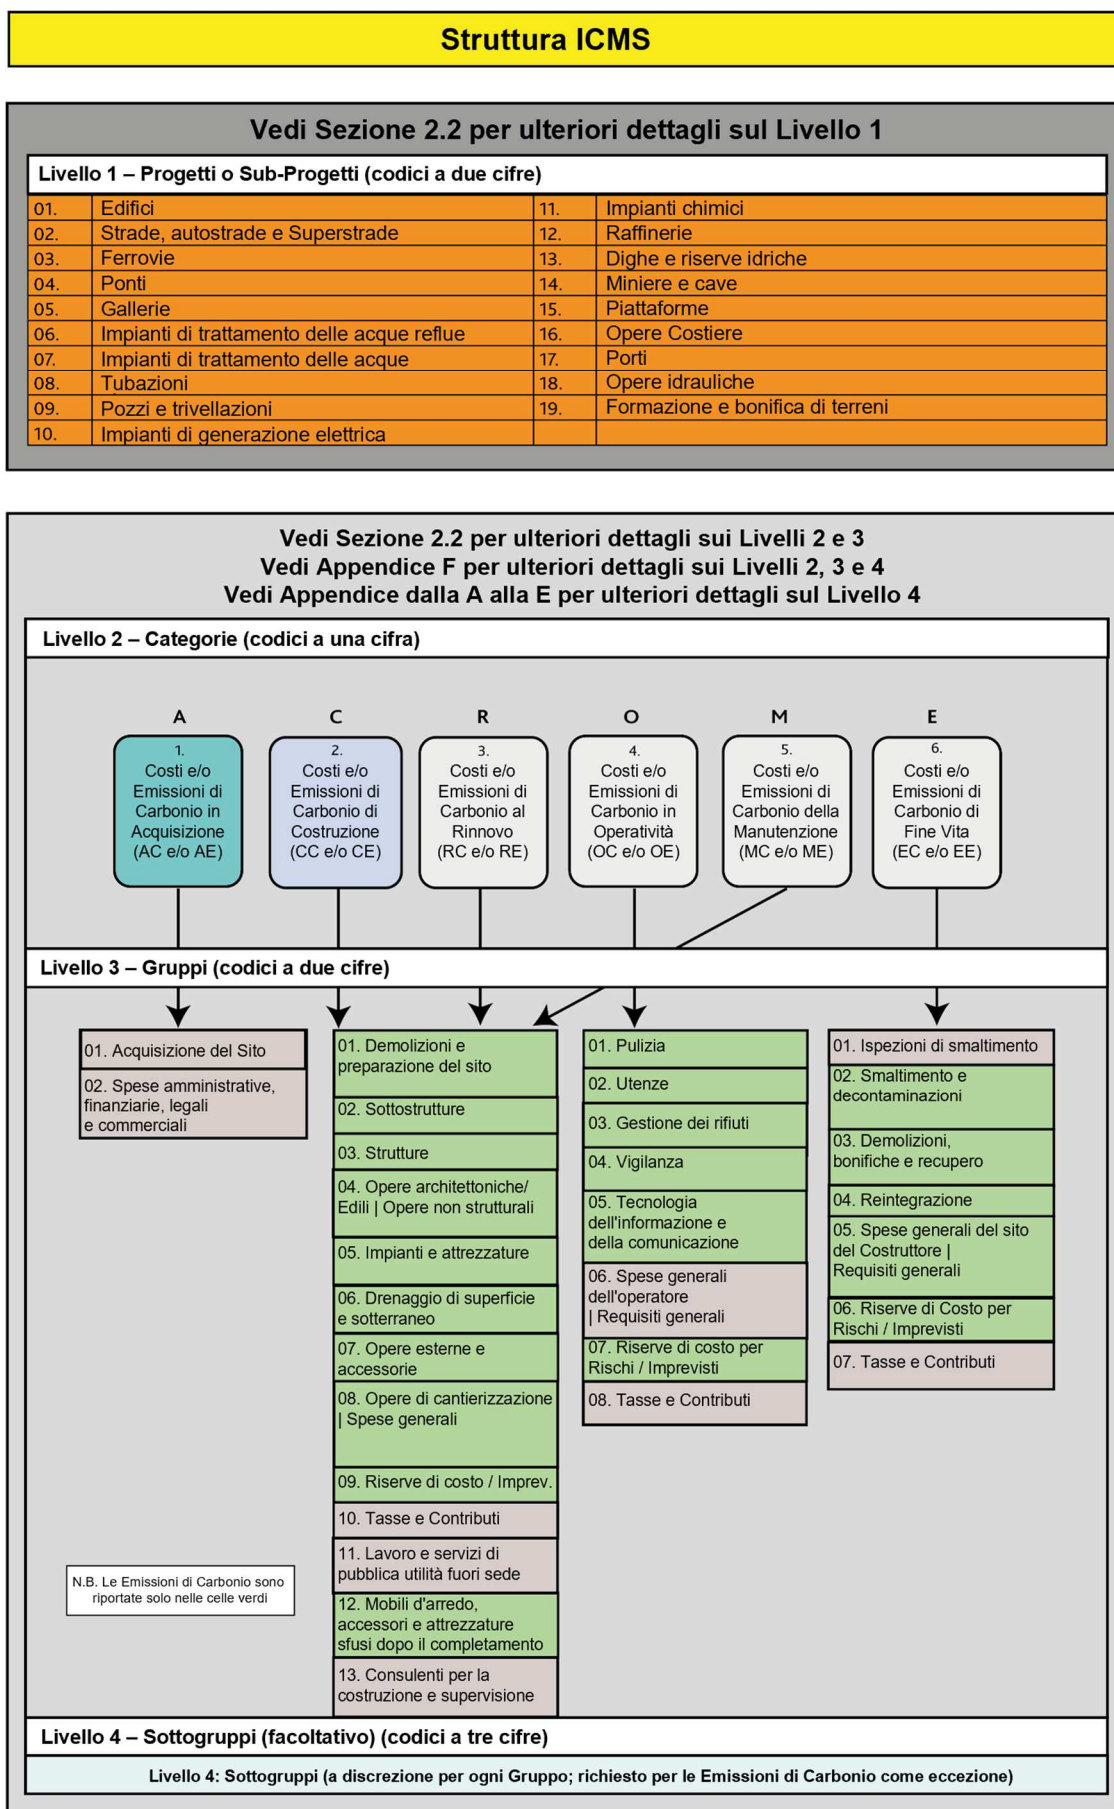 Struttura ICMS
Vedi Sezione 2.2 per ulteriori dettagli sul Livello 1
Livello 1 – Progetti o Sub-Progetti (codici a due cifre)
01. Edifici 11. Impianti chimici
02. Strade, autostrade e Superstrade 12. Raffinerie
03. Ferrovie 13. Dighe e riserve idriche
04. Ponti 14. Miniere e cave
05. Gallerie 15. Piattaforme
06. Impianti di trattamento delle acque reflue 16. Opere Costiere
07. Impianti di trattamento delle acque 17. Porti
08. Tubazioni 18. Opere idrauliche
09. Pozzi e trivellazioni 19. Formazione e bonifica di terreni
10. Impianti di generazione elettrica
Vedi Sezione 2.2 per ulteriori dettagli sui Livelli 2 e 3
Vedi Appendice F per ulteriori dettagli sui Livelli 2, 3 e 4
Vedi Appendice dalla A alla E per ulteriori dettagli sul Livello 4
Livello 2 – Categorie (codici a una cifra)
A
1.
Costi e/o
Emissioni di
Carbonio in
Acquisizione
(AC e/o AE)
C
2.
Costi e/o
Emissioni di
Carbonio di
Costruzione
(CC e/o CE)
R
3.
Costi e/o
Emissioni di
Carbonio al
Rinnovo
(RC e/o RE)
O
4.
Costi e/o
Emissioni di
Carbonio in
Operatività
(OC e/o OE)
M
5.
Costi e/o
Emissioni di
Carbonio della
Manutenzione
(MC e/o ME)
E
6.
Costi e/o
Emissioni di
Carbonio di
Fine Vita
(EC e/o EE)
Livello 3 – Gruppi (codici a due cifre)
01. Acquisizione del Sito
02. Spese amministrative,
finanziarie, legali
e commerciali
01. Demolizioni e
preparazione del sito
02. Sottostrutture
03. Strutture
04. Opere architettoniche/
Edili | Opere non strutturali
05. Impianti e attrezzature
06. Drenaggio di superficie
e sotterraneo
07. Opere esterne e
accessorie
08. Opere di cantierizzazione
| Spese generali
09. Riserve di costo / Imprev.
10. Tasse e Contributi
11. Lavoro e servizi di
pubblica utilità fuori sede
12. Mobili d'arredo,
accessori e attrezzature
sfusi dopo il completamento
13. Consulenti per la
costruzione e supervisione
01. Pulizia
02. Utenze
03. Gestione dei rifiuti
04. Vigilanza
05. Tecnologia
dell'informazione e
della comunicazione
06. Spese generali
dell'operatore
| Requisiti generali
07. Riserve di costo per
Rischi / Imprevisti
08. Tasse e Contributi
01. Ispezioni di smaltimento
02. Smaltimento e
decontaminazioni
03. Demolizioni,
bonifiche e recupero
04. Reintegrazione
05. Spese generali del sito
del Costruttore |
Requisiti generali
06. Riserve di Costo per
Rischi / Imprevisti
07. Tasse e Contributi
N.B. Le Emissioni di Carbonio sono
riportate solo nelle celle verdi
Livello 4 – Sottogruppi (facoltativo) (codici a tre cifre)
Livello 4: Sottogruppi (a discrezione per ogni Gruppo; richiesto per le Emissioni di Carbonio come eccezione)